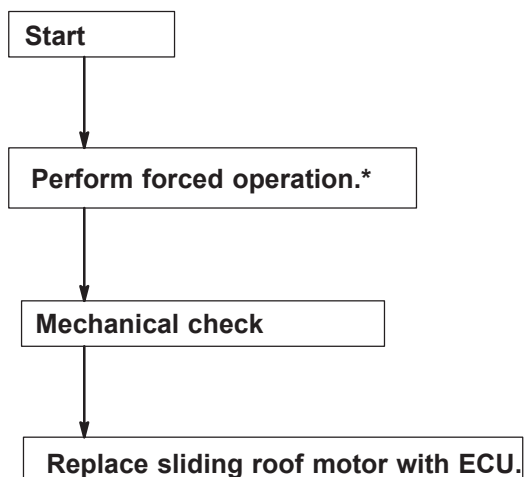 Start
Perform forced operation.*
Mechanical check
Replace sliding roof motor with ECU.